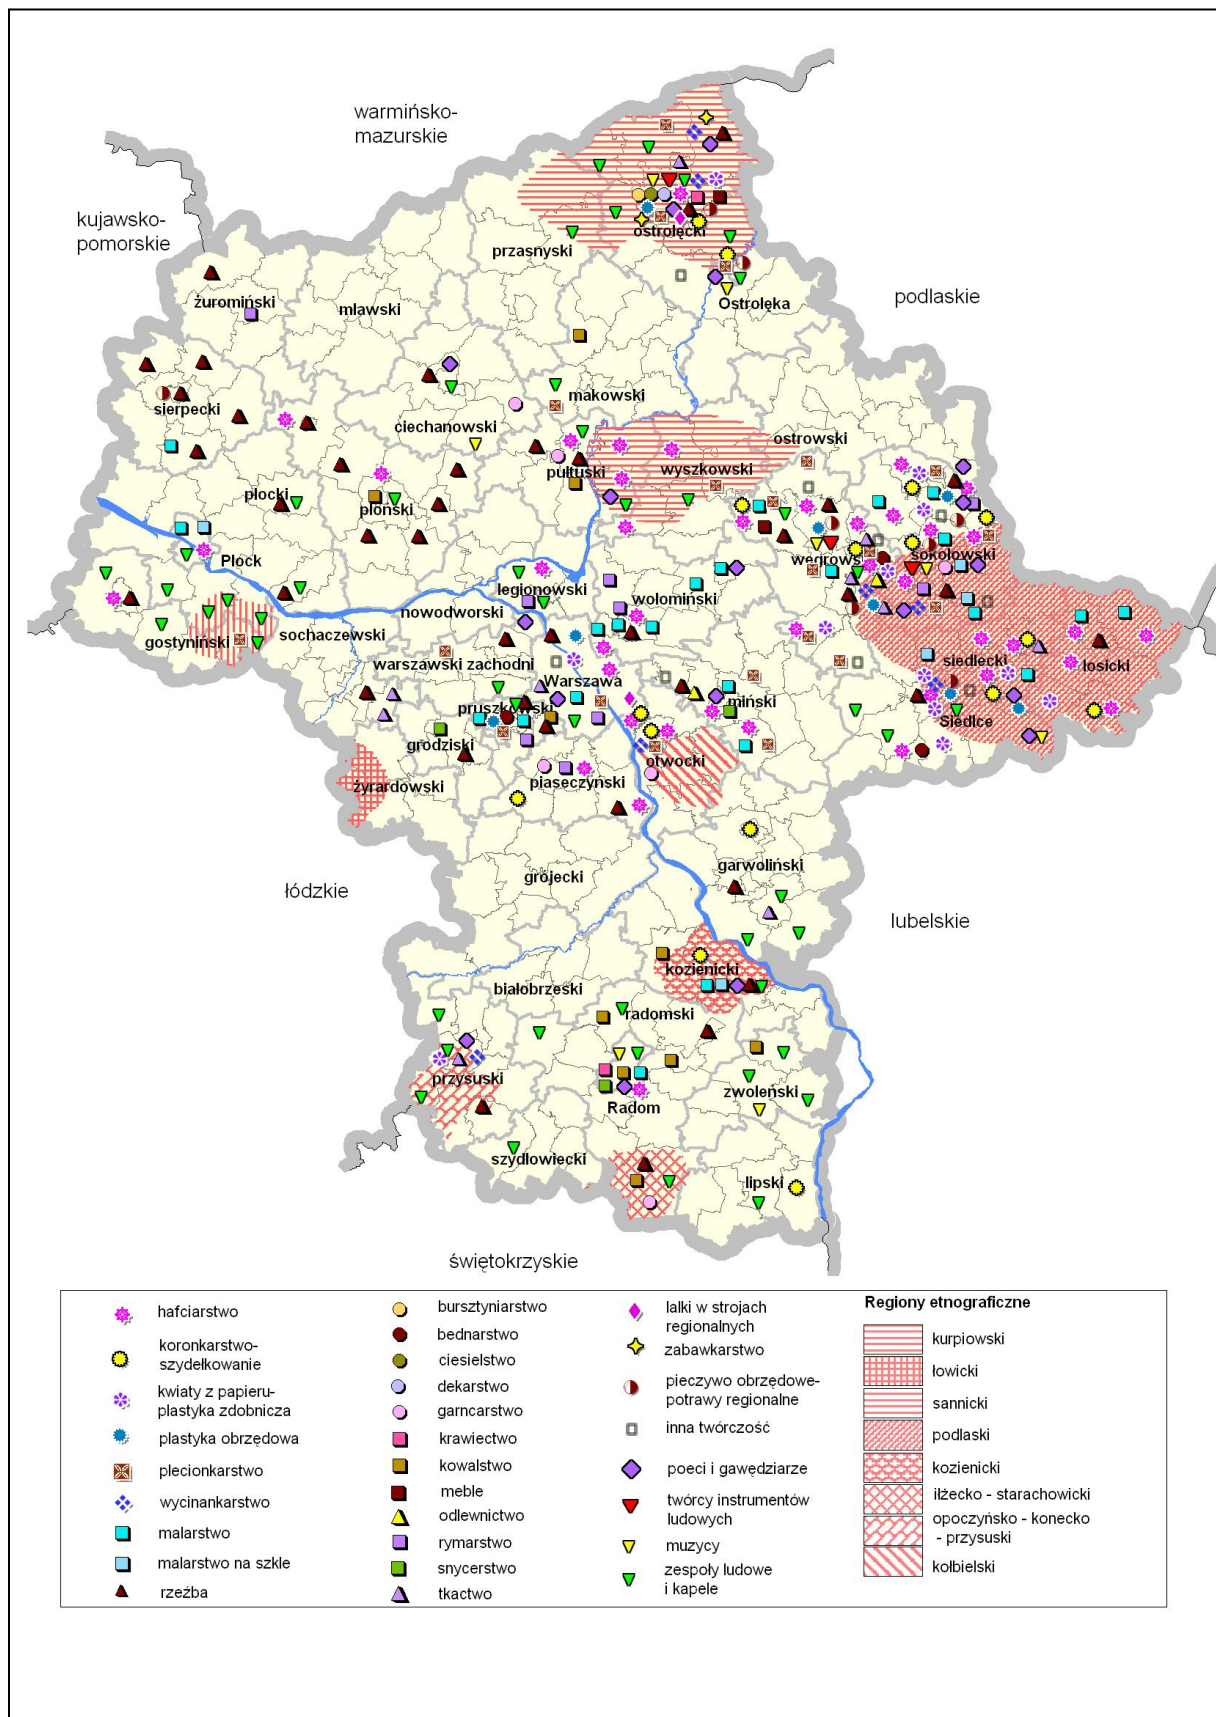 warmińsko-
mazurskie
kujawsko-
pomorskie
podlaskie
ostrołęcki
przasnyski
Ostrołęka
żuromiński
mławski
makowski
sierpecki
ciechanowski
ostrowski
pułtuski
wyszkowski
płocki
płoński
węgrows
sokołowski
Płock
legionowski
wołomiński
nowodworski
gostyniński
sochaczewski
warszawski zachodni
siedlecki
łosicki
Warszawa
Siedlce
pruszkowski
miński
grodziski
otwocki
żyrardowski
piaseczyński
garwoliński
grójecki
łódzkie
lubelskie
kozienicki
białobrzeski
radomski
przysuski
zwoleński
Radom
szydłowiecki
lipski
świętokrzyskie
hafciarstwo
koronkarstwo-
szydełkowanie
kwiaty z papieru-
plastyka zdobnicza
plastyka obrzędowa
plecionkarstwo
wycinankarstwo
malarstwo
malarstwo na szkle
rzeźba
bursztyniarstwo
bednarstwo
ciesielstwo
dekarstwo
garncarstwo
krawiectwo
kowalstwo
meble
odlewnictwo
rymarstwo
snycerstwo
tkactwo
lalki w strojach
regionalnych
zabawkarstwo
pieczywo obrzędowe-
potrawy regionalne
inna twórczość
poeci i gawędziarze
twórcy instrumentów
ludowych
muzycy
zespoły ludowe
i kapele
Regiony etnograficzne
kurpiowski
łowicki
sannicki
podlaski
kozienicki
iłżecko - starachowicki
opoczyńsko - konecko
- przysuski
kołbielski